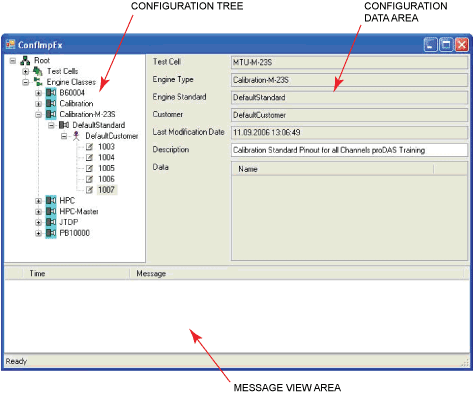 CONFIGURATION TREE
CONFIGURATION
DATA AREA
ConfImpEx
Root
Test Cells
Engine Classes
B60004
Calibration
Calibration-M-23S
DefaultStandard
DefaultCustomer
1003
1004
1005
1006
1007
HPC
HPC-Master
JTDP
PB10000
Test Cell
MTU-M-23S
Engine Type
Calibration-M-23S
Engine Standard
DefaultStandard
Customer
DefaultCustomer
Last Modification Date
11.09.2006 13:06:49
Description
Calibration Standard Pinout for all Channels proDAS Training
Data
Name
Time
Message
Ready
MESSAGE VIEW AREA